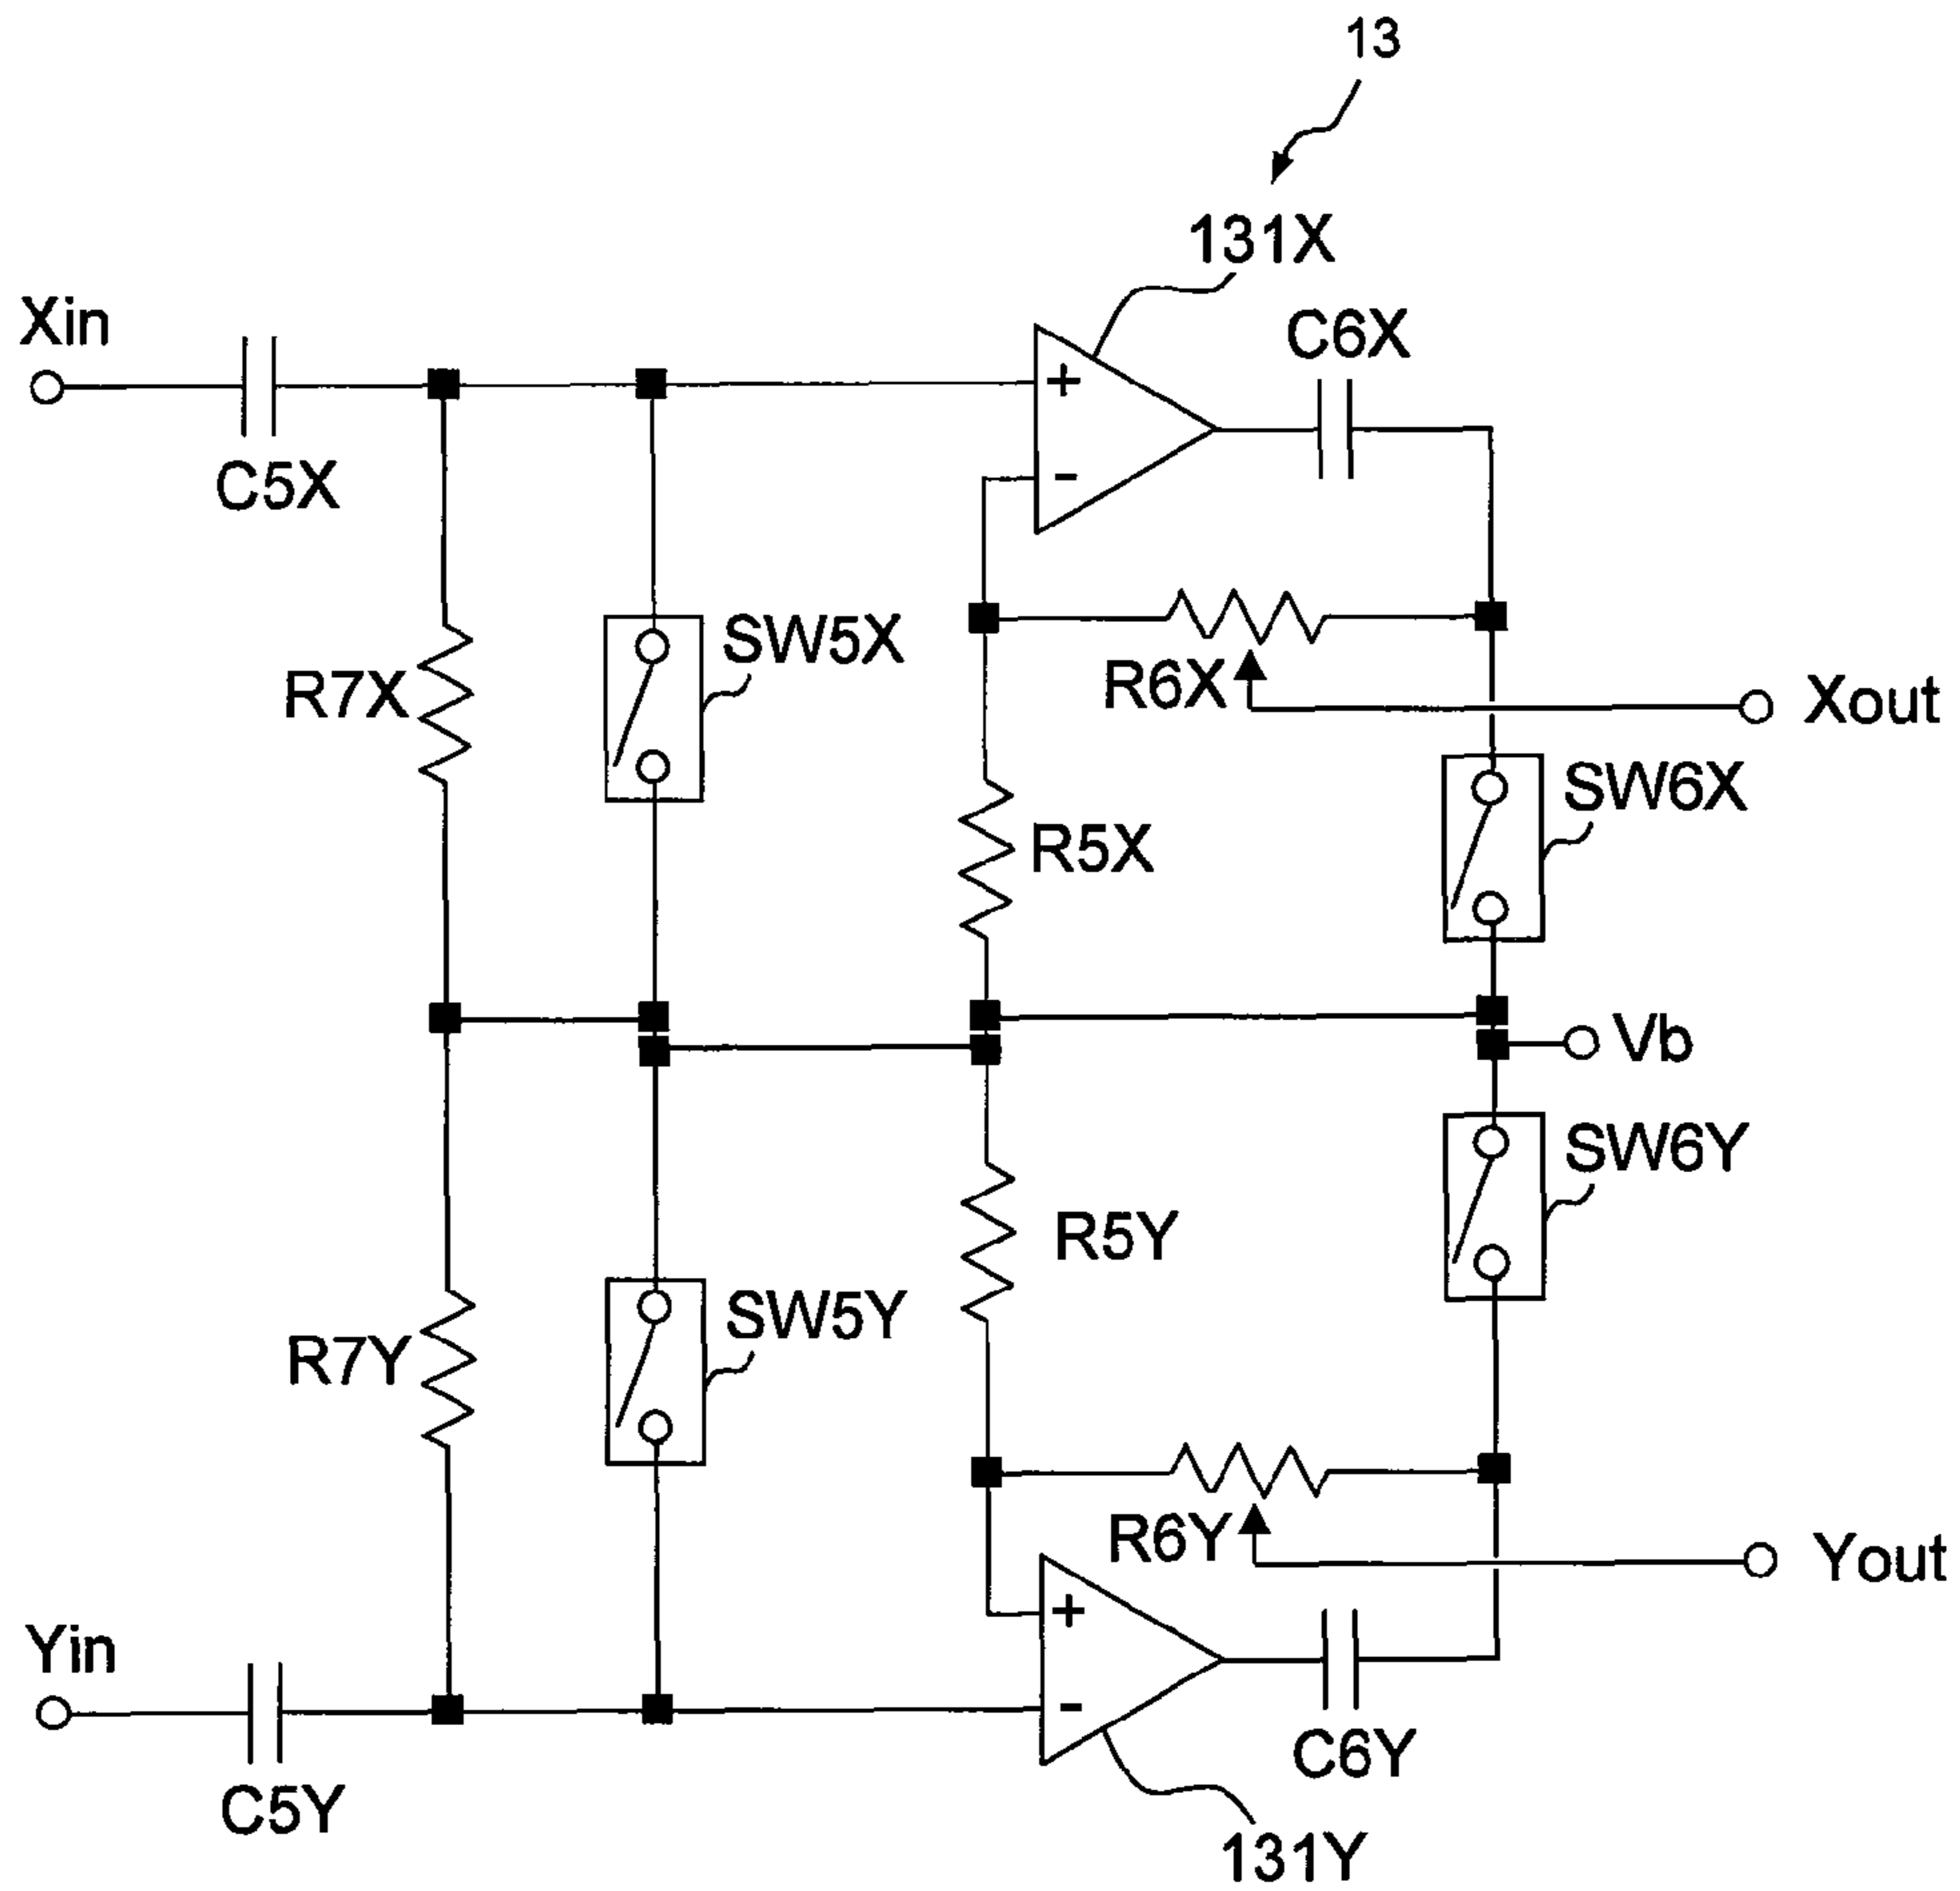 13
131X
Xin
C6X
+
C5X
-
SW5X
R7X
R6X
Xout
SW6X
R5X
Vb
SW6Y
R5Y
SW5Y
R7Y
R6Y
Yout
+
Yin
-
C6Y
C5Y
131Y